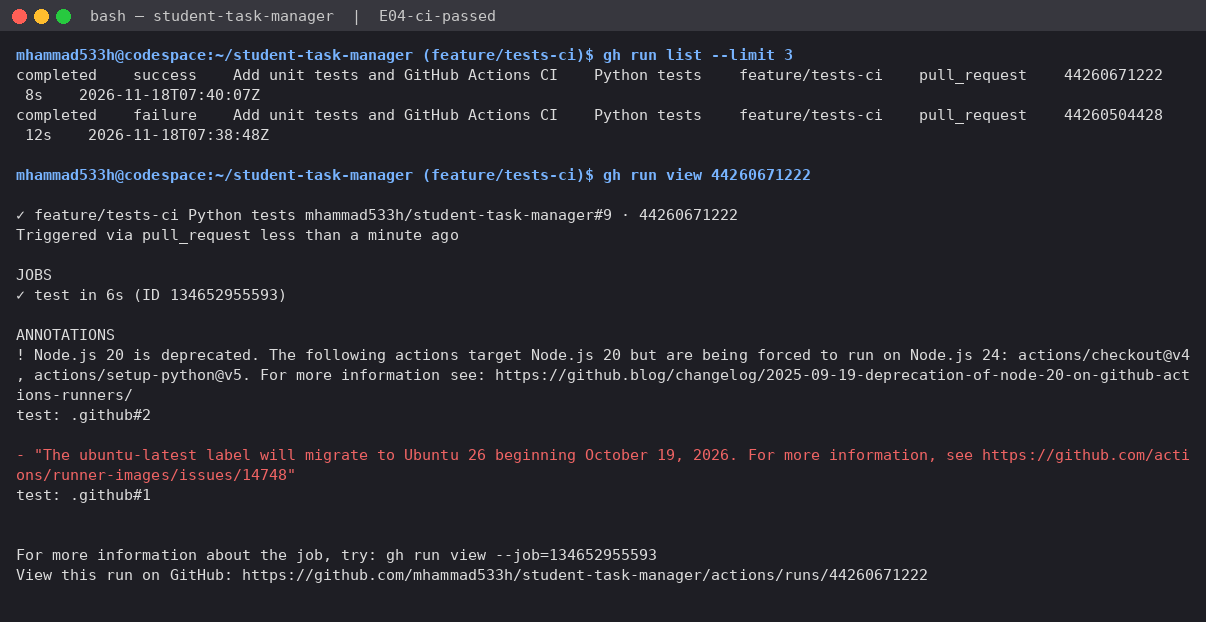 bash — student-task-manager | E04-ci-passed
mhammad533h@codespace:~/student-task-manager (feature/tests-ci)$ gh run list --limit 3
completed success Add unit tests and GitHub Actions CI Python tests feature/tests-ci pull_request 44260671222
8s 2026-11-18T07:40:07Z
completed failure Add unit tests and GitHub Actions CI Python tests feature/tests-ci pull_request 44260504428
12s 2026-11-18T07:38:48Z
mhammad533h@codespace:~/student-task-manager (feature/tests-ci)$ gh run view 44260671222
✓ feature/tests-ci Python tests mhammad533h/student-task-manager#9 · 44260671222
Triggered via pull_request less than a minute ago
JOBS
✓ test in 6s (ID 134652955593)
ANNOTATIONS
! Node.js 20 is deprecated. The following actions target Node.js 20 but are being forced to run on Node.js 24: actions/checkout@v4
, actions/setup-python@v5. For more information see: https://github.blog/changelog/2025-09-19-deprecation-of-node-20-on-github-act
ions-runners/
test: .github#2
- "The ubuntu-latest label will migrate to Ubuntu 26 beginning October 19, 2026. For more information, see https://github.com/acti
ons/runner-images/issues/14748"
test: .github#1
For more information about the job, try: gh run view --job=134652955593
View this run on GitHub: https://github.com/mhammad533h/student-task-manager/actions/runs/44260671222